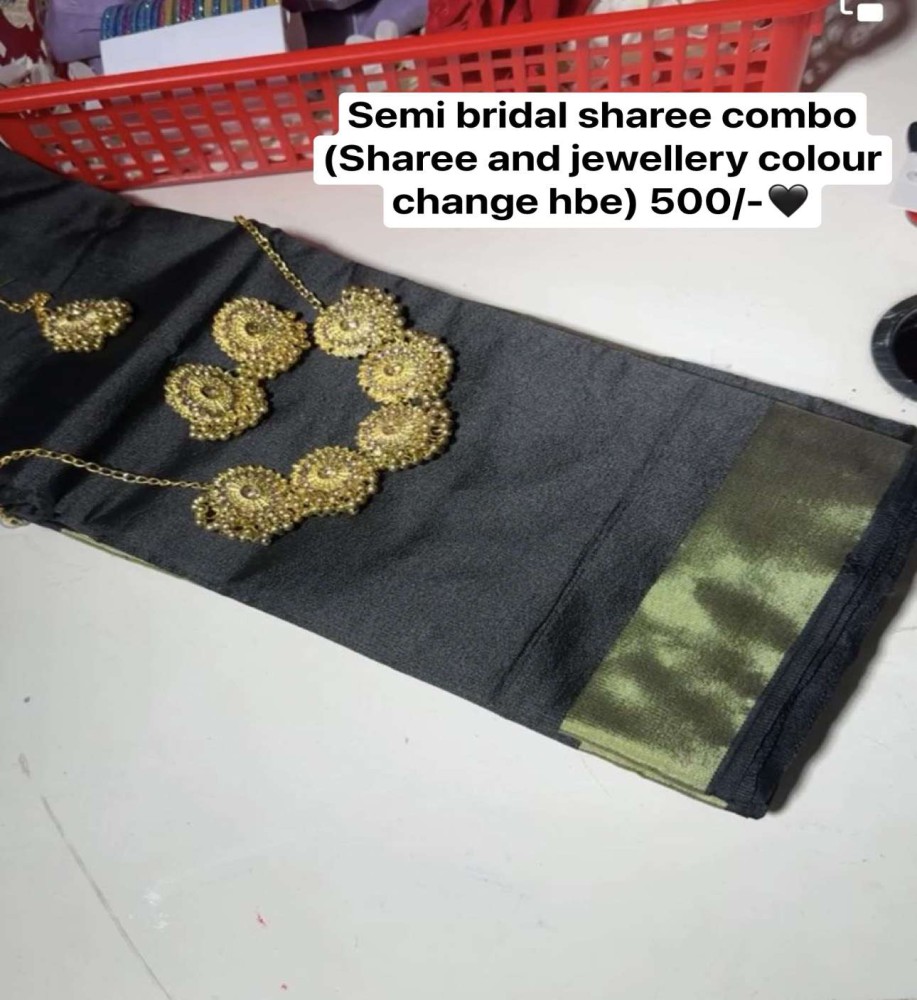 Semi bridal sharee combo
(Sharee and jewellery colour
change hbe) 500/-🖤